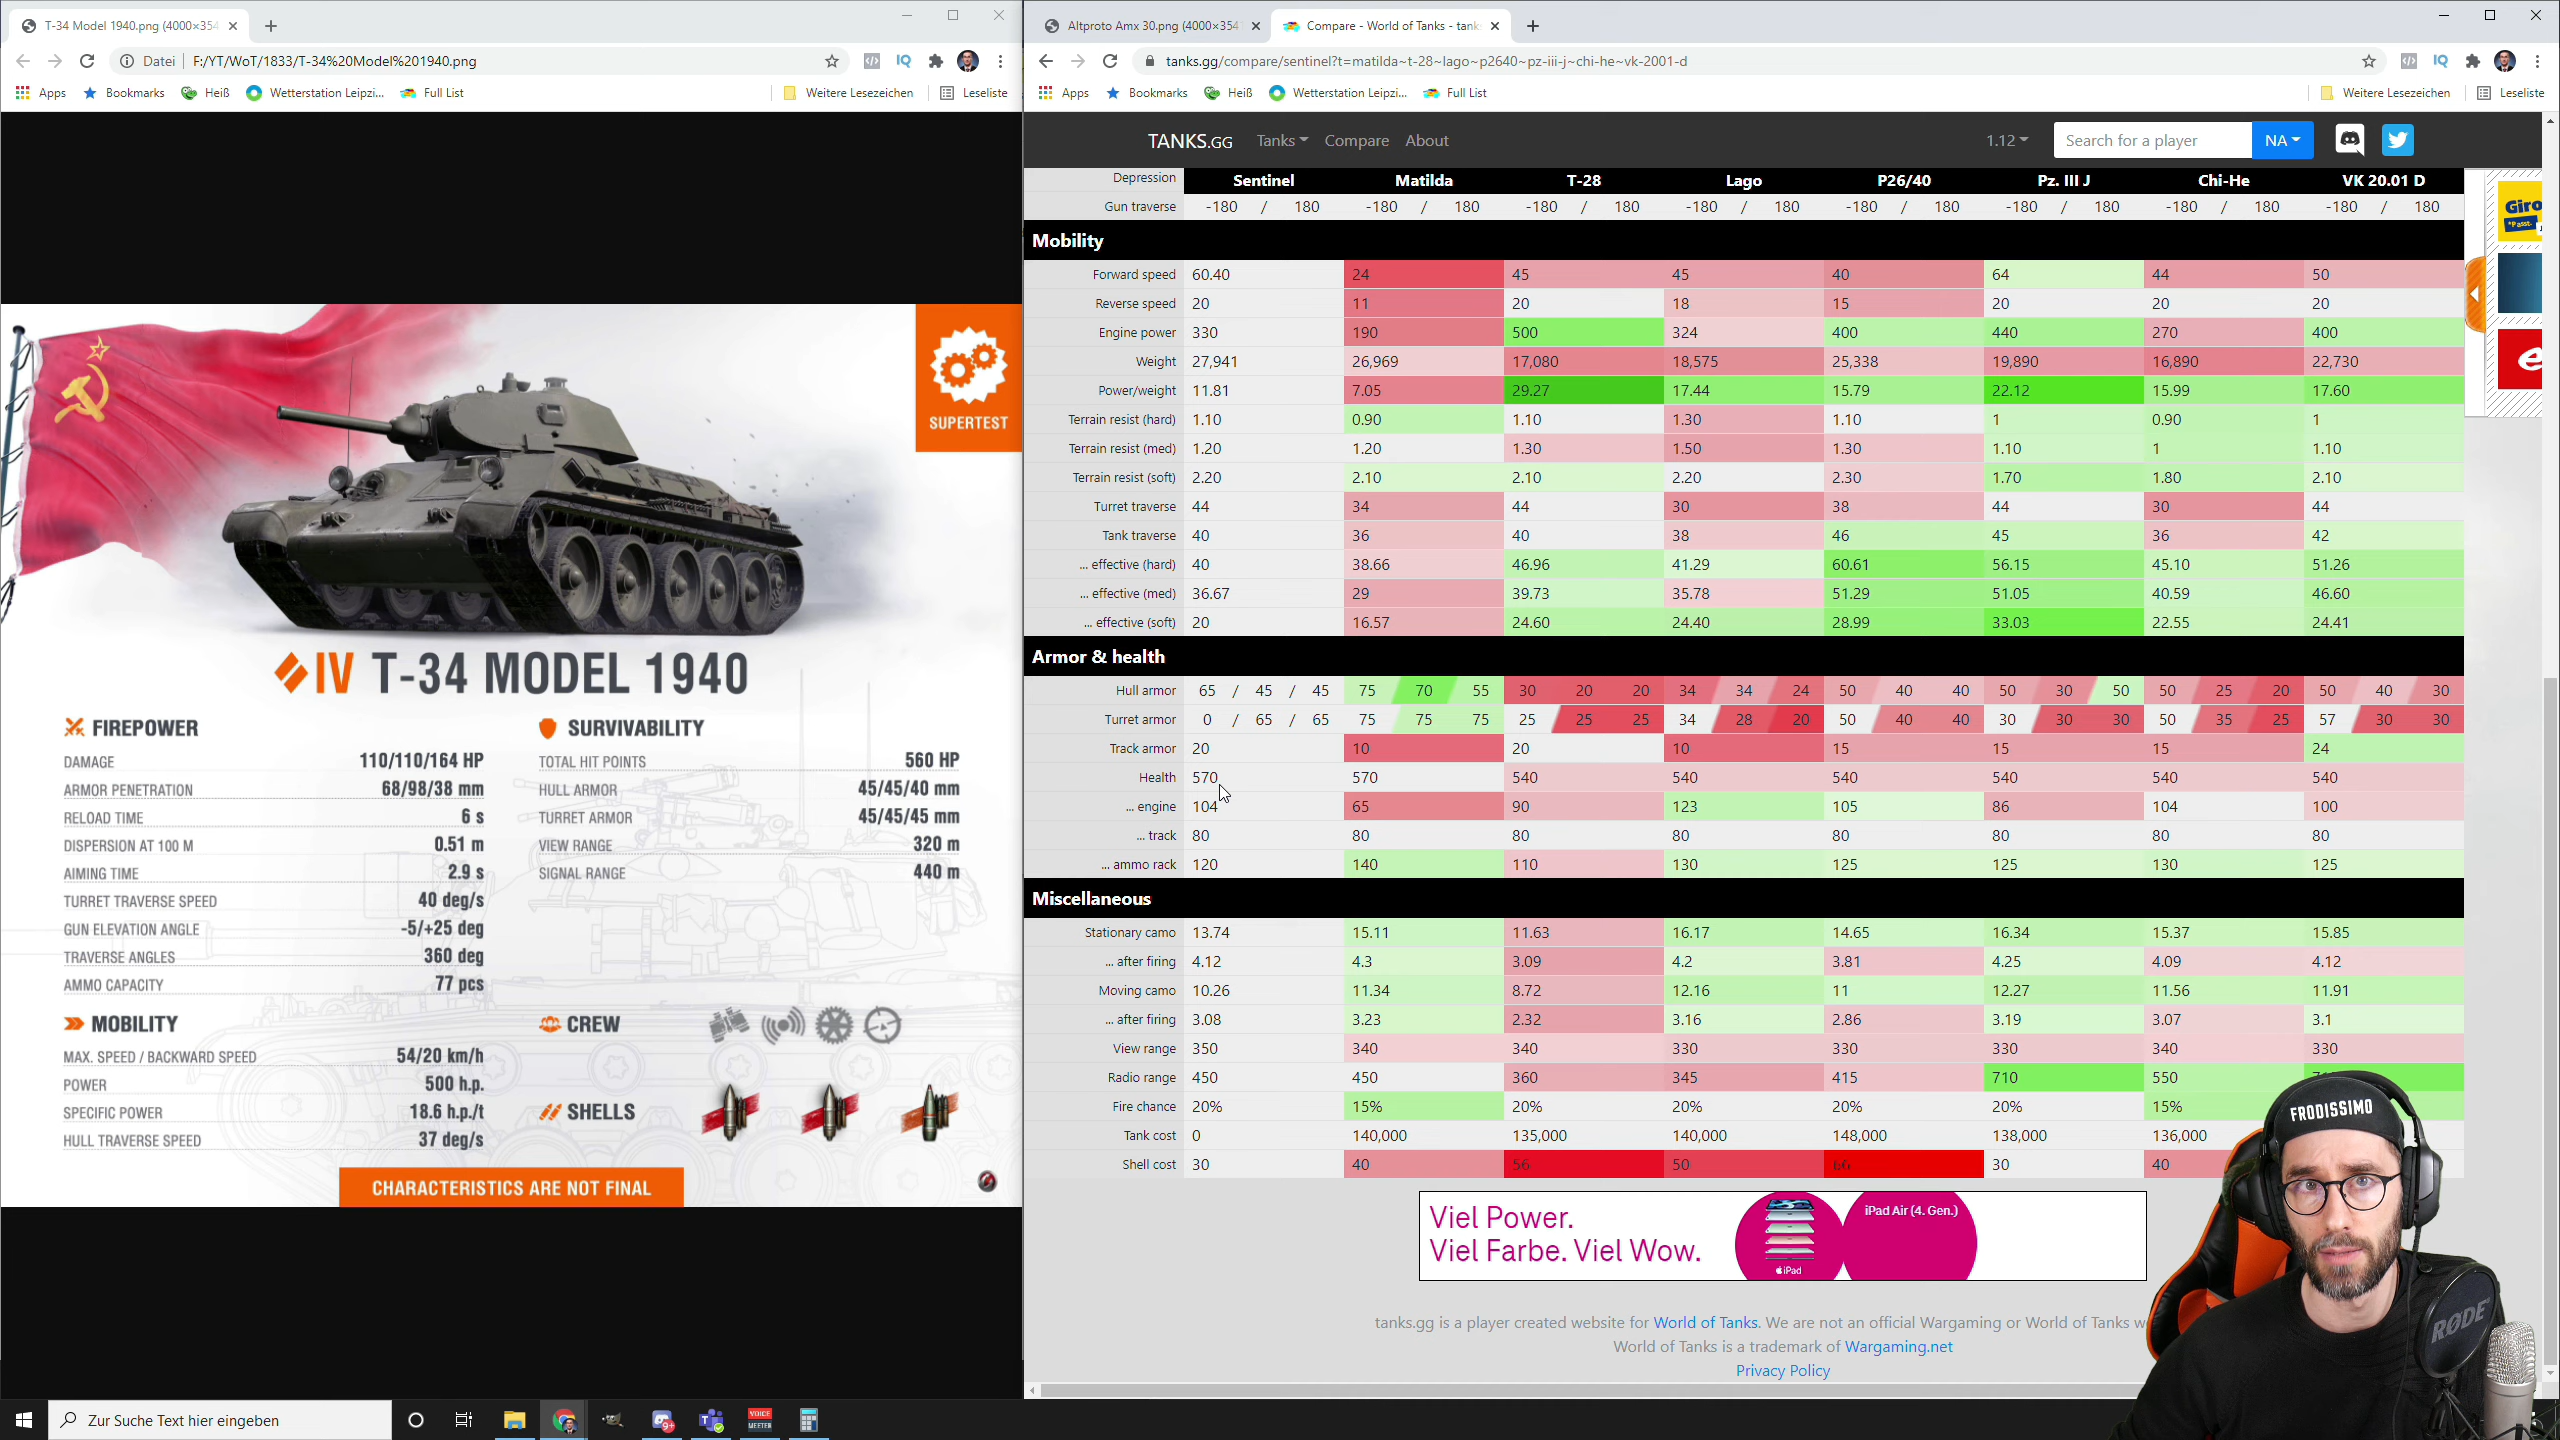 T-34 Model 1940.png (4000×354
Datei | F:/YT/WoT/1833/T-34%20Model%201940.png
Apps Bookmarks Heiß Wetterstation Leipzi... Full List Weitere Lesezeichen Leseliste
SUPERTEST
IV T-34 MODEL 1940
FIREPOWER
DAMAGE 110/110/164 HP
ARMOR PENETRATION 68/98/38 mm
RELOAD TIME 6 s
DISPERSION AT 100 M 0.51 m
AIMING TIME 2.9 s
TURRET TRAVERSE SPEED 40 deg/s
GUN ELEVATION ANGLE -5/+25 deg
TRAVERSE ANGLES 360 deg
AMMO CAPACITY 77 pcs
MOBILITY
MAX. SPEED / BACKWARD SPEED 54/20 km/h
POWER 500 h.p.
SPECIFIC POWER 18.6 h.p./t
HULL TRAVERSE SPEED 37 deg/s
SURVIVABILITY
TOTAL HIT POINTS 560 HP
HULL ARMOR 45/45/40 mm
TURRET ARMOR 45/45/45 mm
VIEW RANGE 320 m
SIGNAL RANGE 440 m
CREW
SHELLS
CHARACTERISTICS ARE NOT FINAL
Altproto Amx 30.png (4000×354
Compare - World of Tanks - tank
tanks.gg/compare/sentinel?t=matilda~t-28~lago~p2640~pz-iii-j~chi-he~vk-2001-d
Apps Bookmarks Heiß Wetterstation Leipzi... Full List Weitere Lesezeichen Leseliste
TANKS.GG Tanks Compare About 1.12 Search for a player NA
Depression Sentinel Matilda T-28 Lago P26/40 Pz. III J Chi-He VK 20.01 D
Gun traverse -180 / 180 -180 / 180 -180 / 180 -180 / 180 -180 / 180 -180 / 180 -180 / 180 -180 / 180
Mobility
Forward speed 60.40 24 45 45 40 64 44 50
Reverse speed 20 11 20 18 15 20 20 20
Engine power 330 190 500 324 400 440 270 400
Weight 27,941 26,969 17,080 18,575 25,338 19,890 16,890 22,730
Power/weight 11.81 7.05 29.27 17.44 15.79 22.12 15.99 17.60
Terrain resist (hard) 1.10 0.90 1.10 1.30 1.10 1 0.90 1
Terrain resist (med) 1.20 1.20 1.30 1.50 1.30 1.10 1 1.10
Terrain resist (soft) 2.20 2.10 2.10 2.20 2.30 1.70 1.80 2.10
Turret traverse 44 34 44 30 38 44 30 44
Tank traverse 40 36 40 38 46 45 36 42
... effective (hard) 40 38.66 46.96 41.29 60.61 56.15 45.10 51.26
... effective (med) 36.67 29 39.73 35.78 51.29 51.05 40.59 46.60
... effective (soft) 20 16.57 24.60 24.40 28.99 33.03 22.55 24.41
Armor & health
Hull armor 65 / 45 / 45 75 70 55 30 20 20 34 34 24 50 40 40 50 30 50 50 25 20 50 40 30
Turret armor 0 / 65 / 65 75 75 75 25 25 25 34 28 20 50 40 40 30 30 30 50 35 25 57 30 30
Track armor 20 10 20 10 15 15 15 24
Health 570 570 540 540 540 540 540 540
... engine 104 65 90 123 105 86 104 100
... track 80 80 80 80 80 80 80 80
... ammo rack 120 140 110 130 125 125 130 125
Miscellaneous
Stationary camo 13.74 15.11 11.63 16.17 14.65 16.34 15.37 15.85
... after firing 4.12 4.3 3.09 4.2 3.81 4.25 4.09 4.12
Moving camo 10.26 11.34 8.72 12.16 11 12.27 11.56 11.91
... after firing 3.08 3.23 2.32 3.16 2.86 3.19 3.07 3.1
View range 350 340 340 330 330 330 340 330
Radio range 450 450 360 345 415 710 550
Fire chance 20% 15% 20% 20% 20% 20% 15%
Tank cost 0 140,000 135,000 140,000 148,000 138,000 136,000
Shell cost 30 40 56 50 66 30 40
Giro
Viel Power.
Viel Farbe. Viel Wow.
iPad
iPad Air (4. Gen.)
FRODISSIMO
RØDE
tanks.gg is a player created website for World of Tanks. We are not an official Wargaming or World of Tanks
World of Tanks is a trademark of Wargaming.net
Privacy Policy
Zur Suche Text hier eingeben
VOICE
MEETER